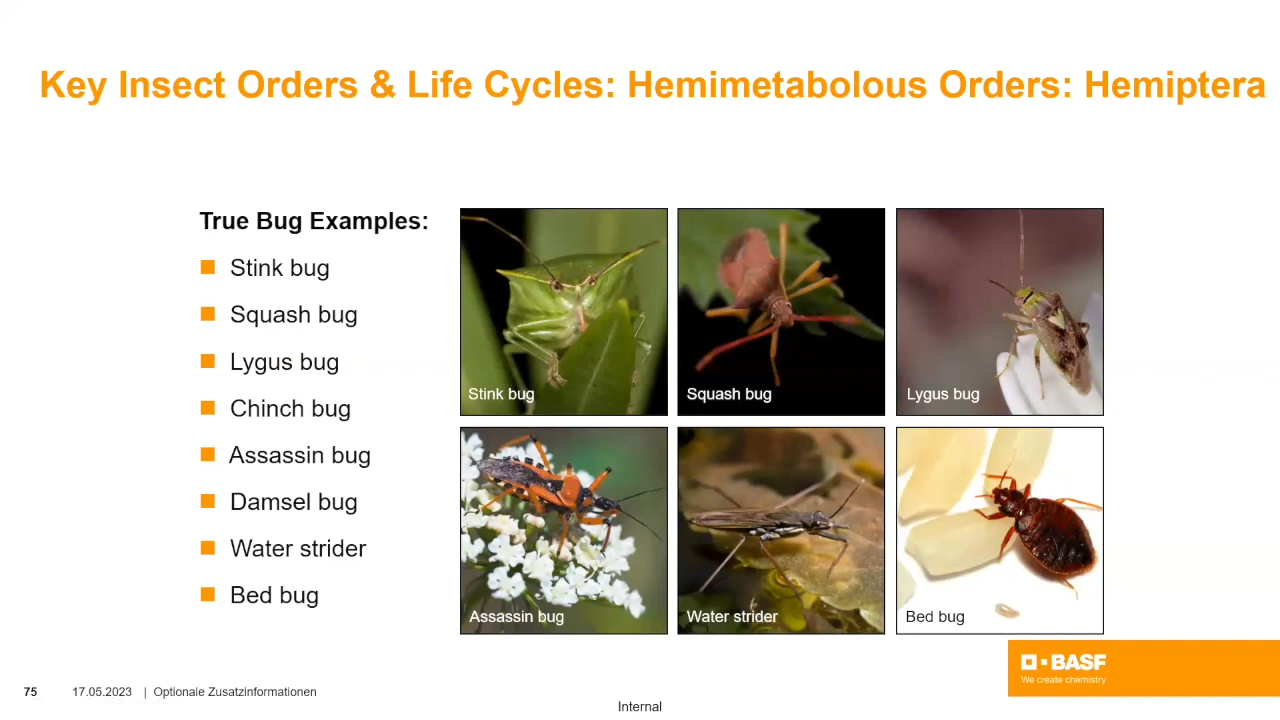 Key Insect Orders & Life Cycles: Hemimetabolous Orders: Hemiptera
True Bug Examples:
Stink bug
Squash bug
Lygus bug
Chinch bug
Assassin bug
Damsel bug
Water strider
Bed bug
Stink bug
Squash bug
Lygus bug
Assassin bug
Water strider
Bed bug
BASF
We create chemistry
75 17.05.2023 | Optionale Zusatzinformationen
Internal